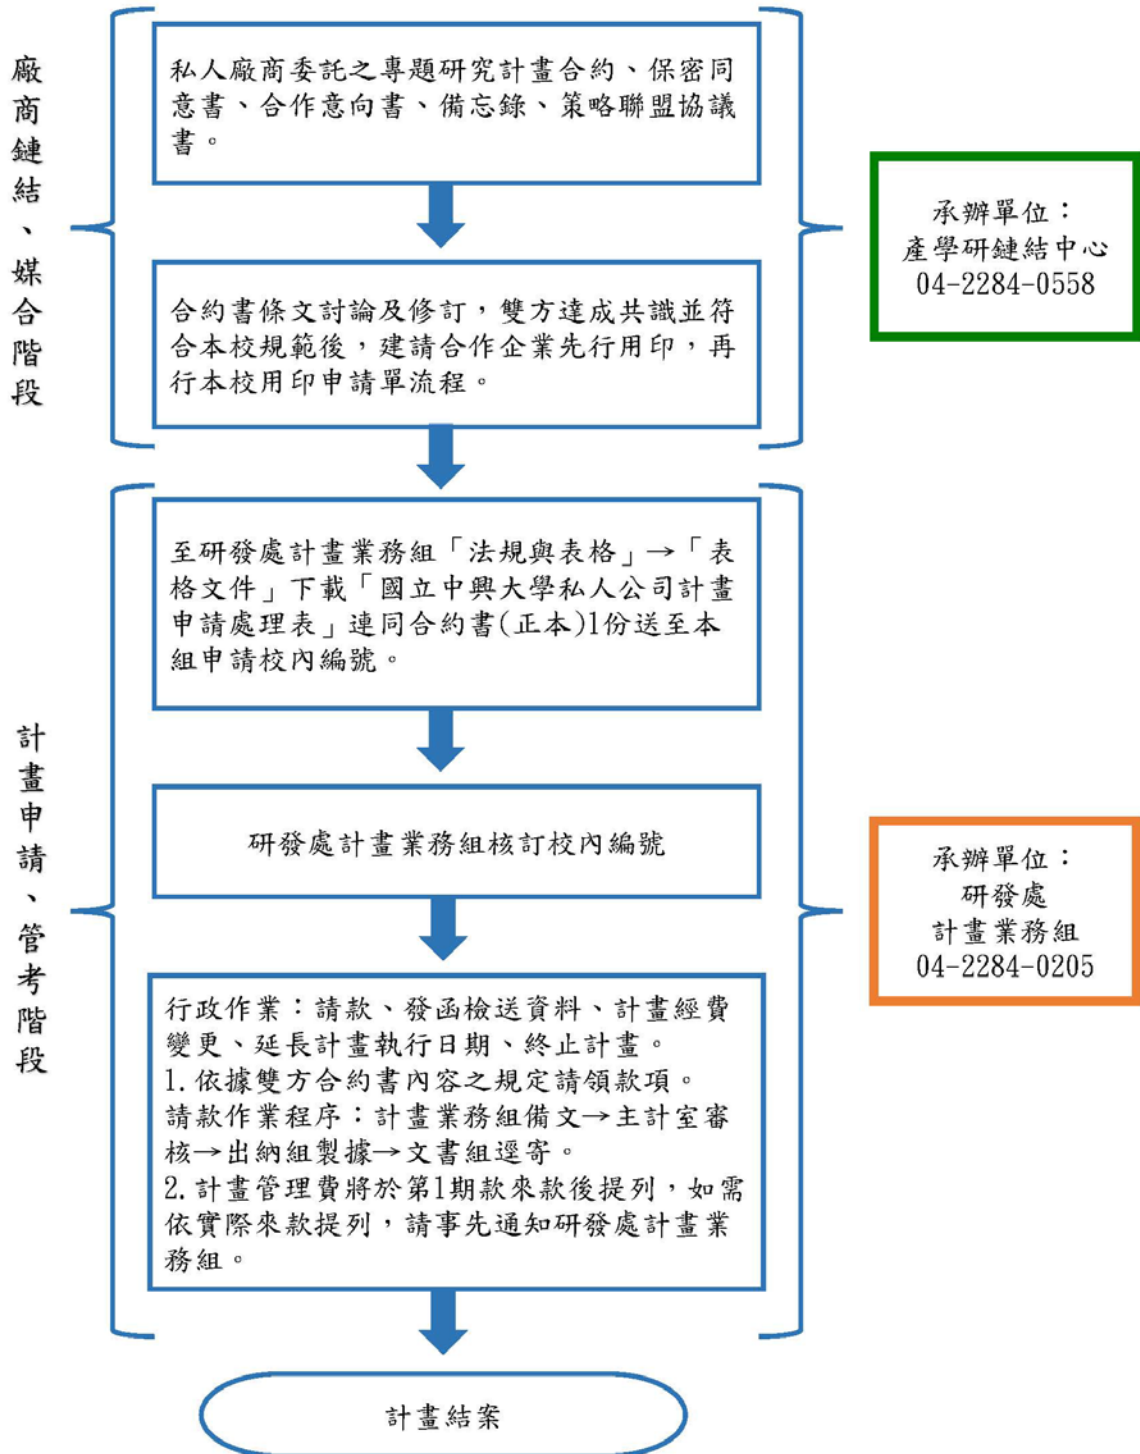 廠商鏈結、媒合階段
私人廠商委託之專題研究計畫合約、保密同
意書、合作意向書、備忘錄、策略聯盟協議
書。
合約書條文討論及修訂，雙方達成共識並符
合本校規範後，建請合作企業先行用印，再
行本校用印申請單流程。
承辦單位：
產學研鏈結中心
04-2284-0558
計畫申請、管考階段
至研發處計畫業務組「法規與表格」→「表
格文件」下載「國立中興大學私人公司計畫
申請處理表」連同合約書(正本)1份送至本
組申請校內編號。
研發處計畫業務組核訂校內編號
行政作業：請款、發函檢送資料、計畫經費
變更、延長計畫執行日期、終止計畫。
1.依據雙方合約書內容之規定請領款項。
請款作業程序：計畫業務組備文→主計室審
核→出納組製據→文書組逕寄。
2.計畫管理費將於第1期款來款後提列，如需
依實際來款提列，請事先通知研發處計畫業
務組。
承辦單位：
研發處
計畫業務組
04-2284-0205
計畫結案